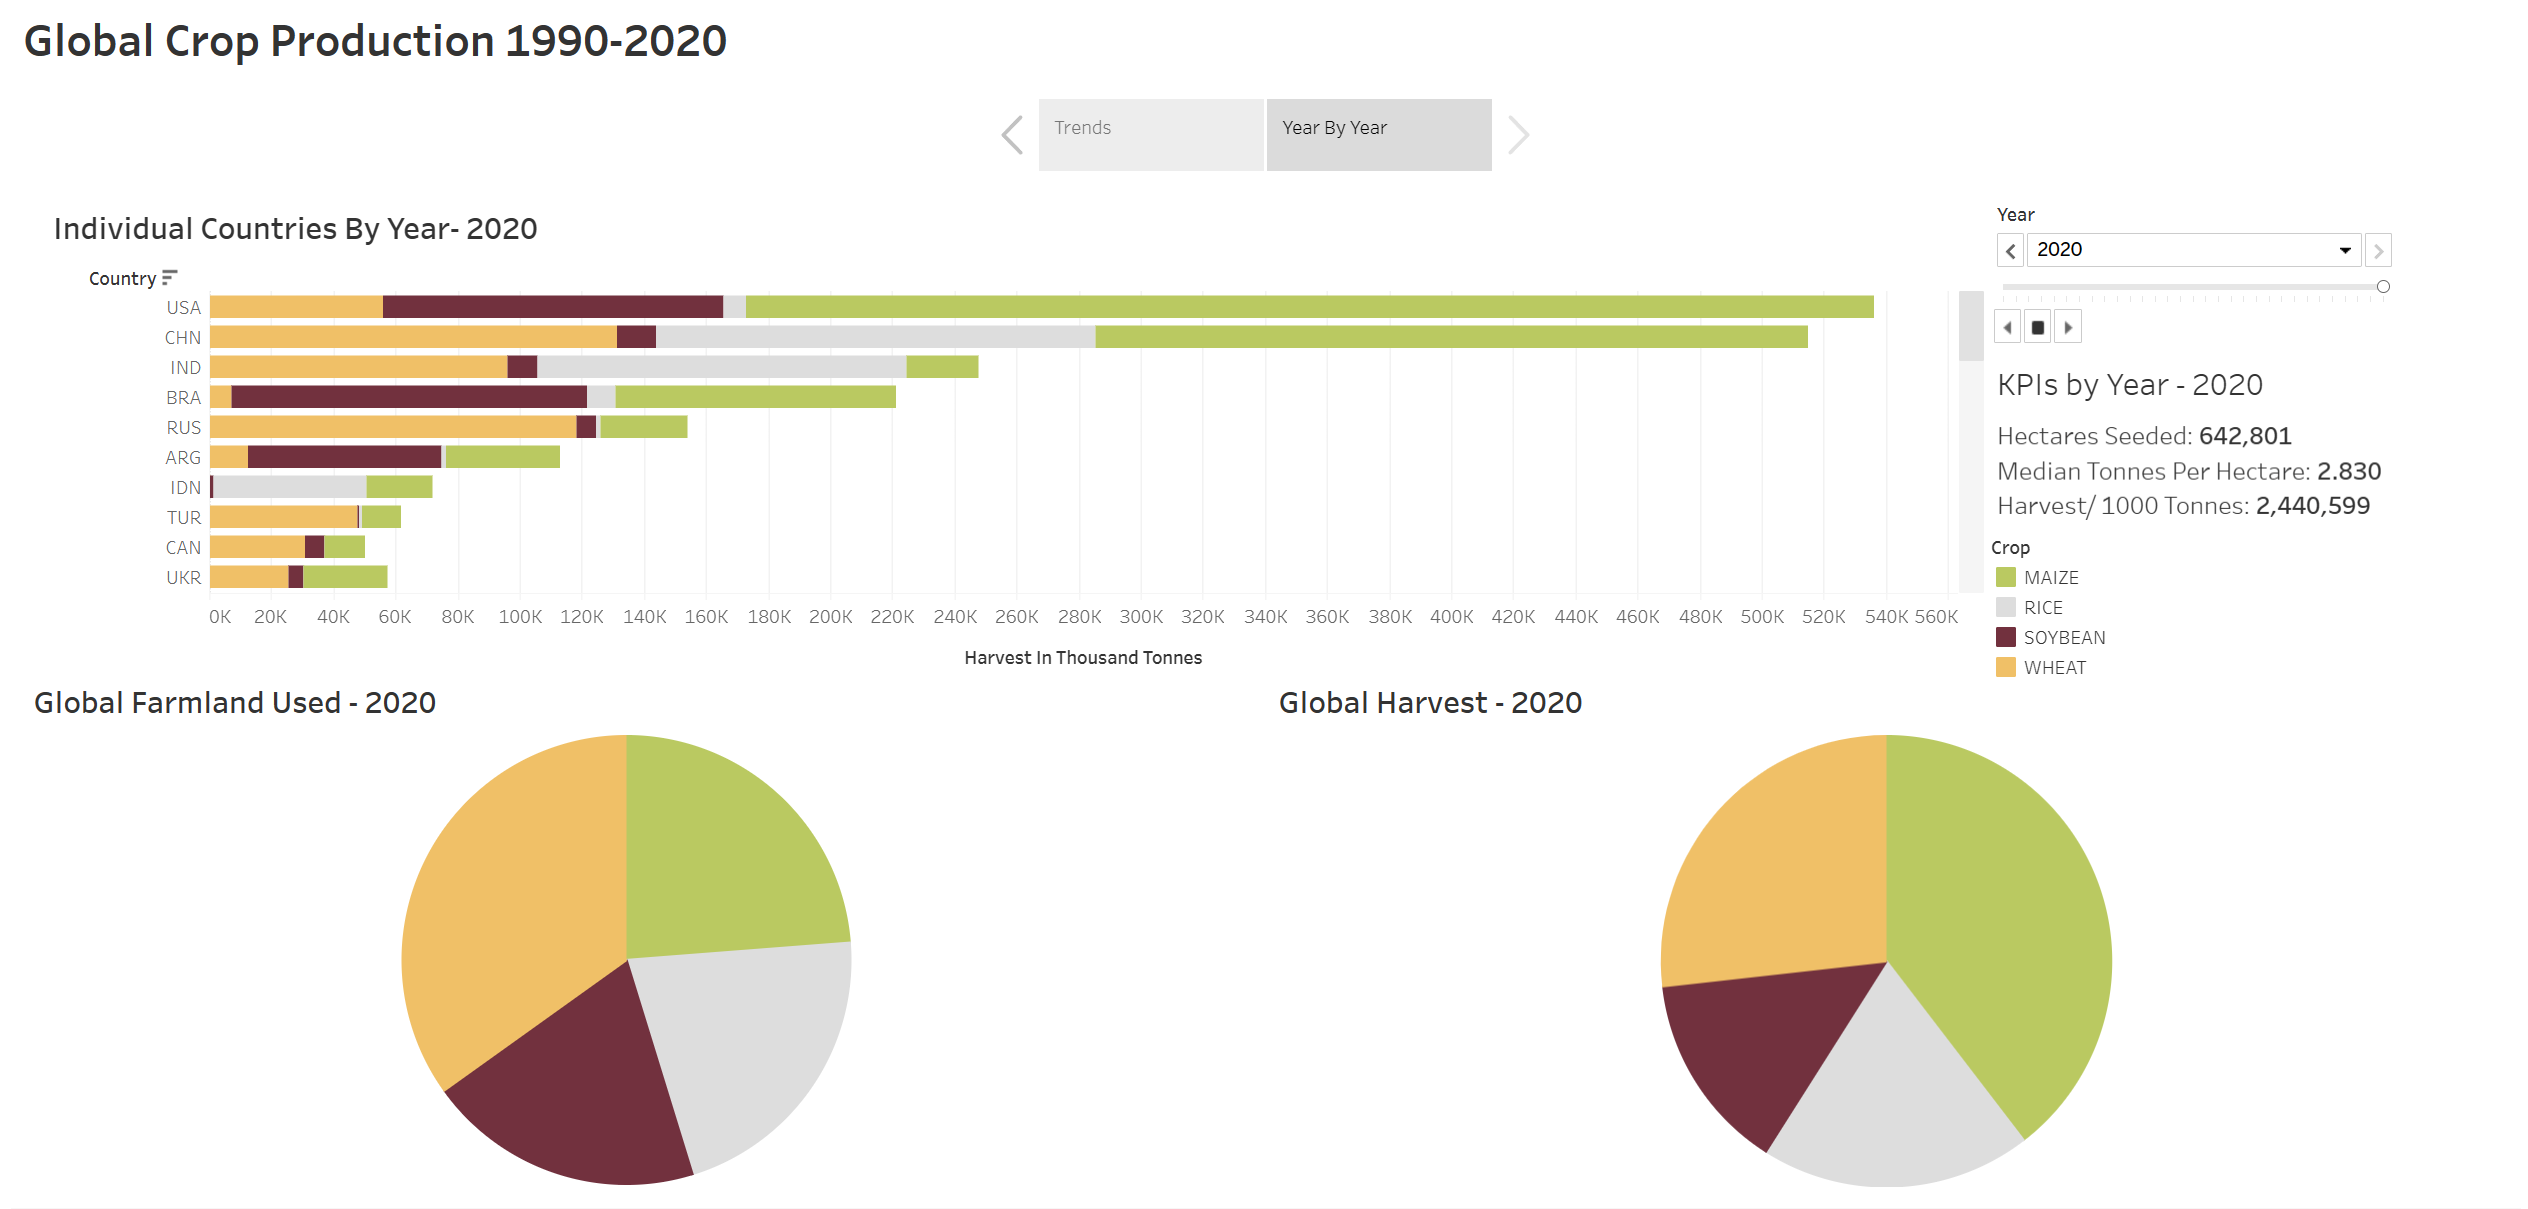 Global Crop Production 1990-2020
Trends
Year By Year
Individual Countries By Year- 2020
Country
USA
CHN
IND
BRA
RUS
ARG
IDN
TUR
CAN
UKR
0K 20K 40K 60K 80K 100K 120K 140K 160K 180K 200K 220K 240K 260K 280K 300K 320K 340K 360K 380K 400K 420K 440K 460K 480K 500K 520K 540K 560K
Harvest In Thousand Tonnes
Year
2020
KPIs by Year - 2020
Hectares Seeded: 642,801
Median Tonnes Per Hectare: 2.830
Harvest/ 1000 Tonnes: 2,440,599
Crop
MAIZE
RICE
SOYBEAN
WHEAT
Global Farmland Used - 2020
Global Harvest - 2020